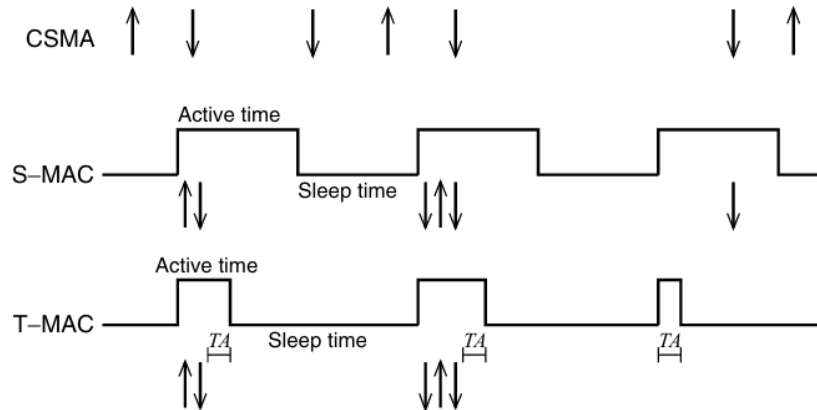 CSMA
Active time
S–MAC
Sleep time
Active time
T–MAC
TA
Sleep time
TA
TA